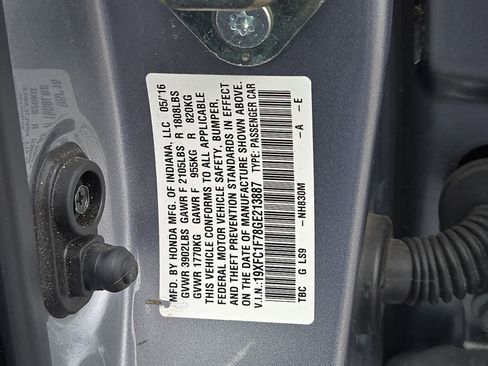 MFD. BY HONDA MFG. OF INDIANA, LLC 05/'16
GVWR 3902LBS GAWR F 2105LBS R 1808LBS
GVWR 1770KG GAWR F 955KG R 820KG
THIS VEHICLE CONFORMS TO ALL APPLICABLE
FEDERAL MOTOR VEHICLE SAFETY, BUMPER,
AND THEFT PREVENTION STANDARDS IN EFFECT
ON THE DATE OF MANUFACTURE SHOWN ABOVE.
V.I.N.:19XFC1F78GE213887 TYPE: PASSENGER CAR
TBC G LS9 -NH830M -A -E